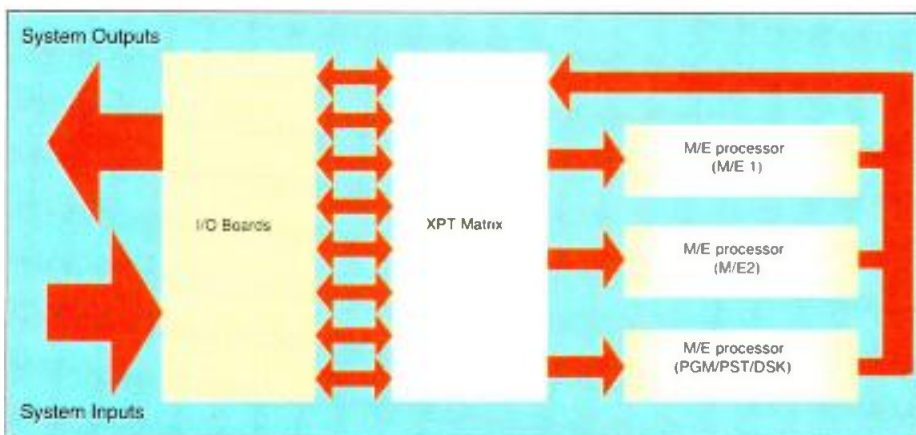 System Outputs
I/O Boards
XPT Matrix
M/E processor
(M/E 1)
M/E processor
(M/E2)
M/E processor
(PGM/PST/DSK)
System Inputs